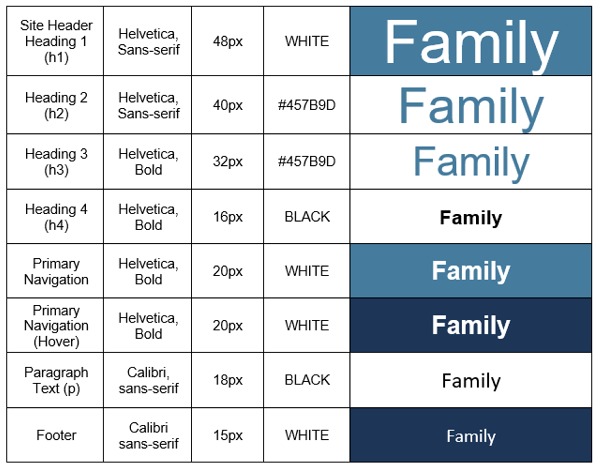 Site Header
Heading 1
(h1)
Helvetica,
Sans-serif
48px
WHITE
Family
Heading 2
(h2)
Helvetica,
Sans-serif
40px
#457B9D
Family
Heading 3
(h3)
Helvetica,
Bold
32px
#457B9D
Family
Heading 4
(h4)
Helvetica,
Bold
16px
BLACK
Family
Primary
Navigation
Helvetica,
Bold
20px
WHITE
Family
Primary
Navigation
(Hover)
Helvetica,
Bold
20px
WHITE
Family
Paragraph
Text (p)
Calibri,
sans-serif
18px
BLACK
Family
Footer
Calibri
sans-serif
15px
WHITE
Family